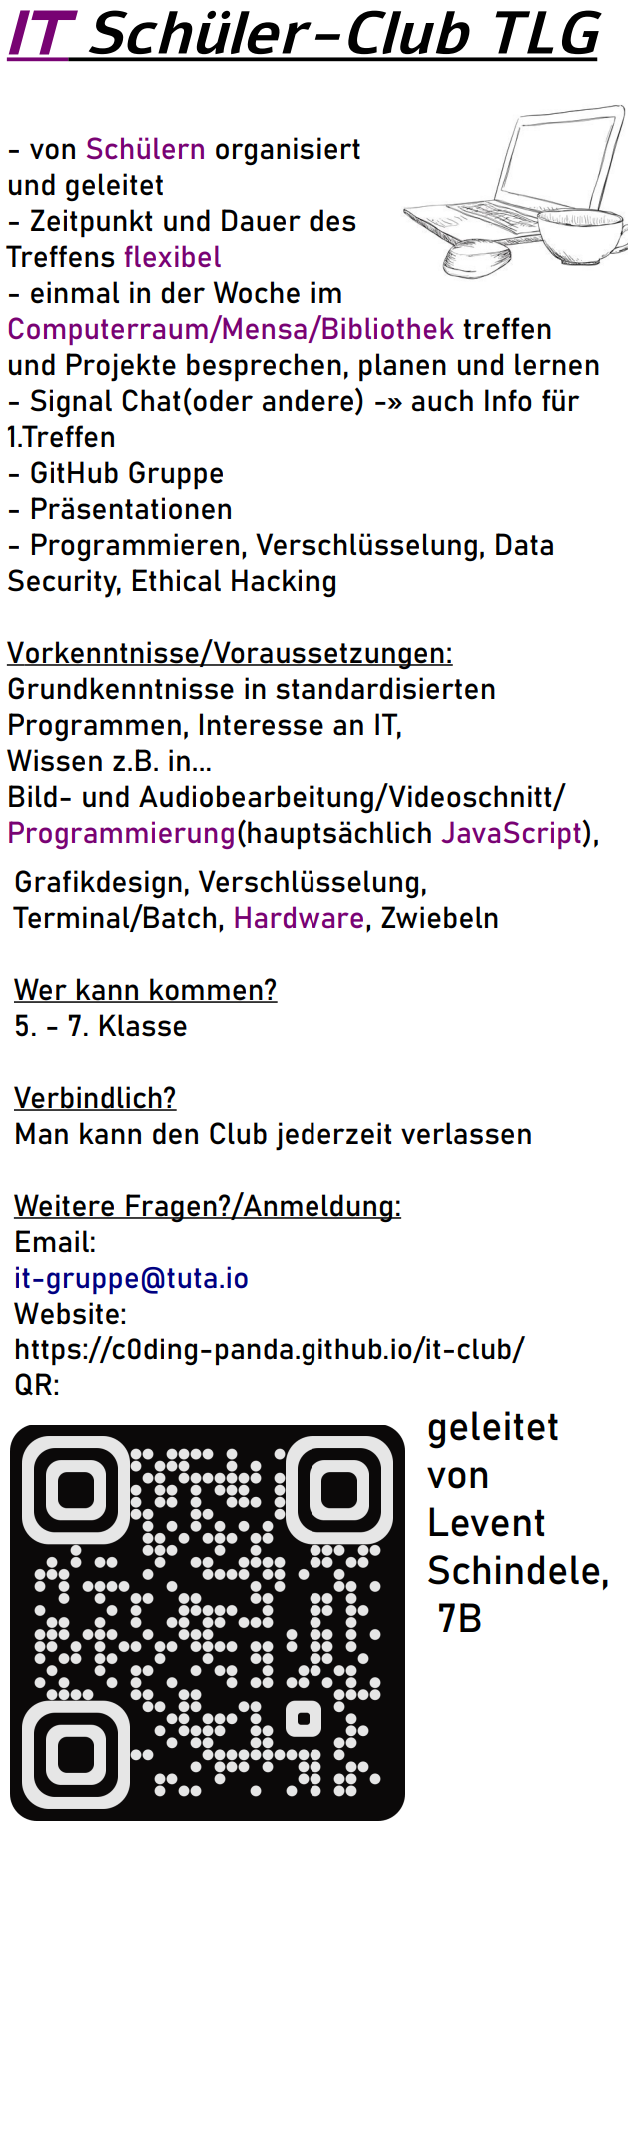 IT Schüler-Club TLG
- von Schülern organisiert
und geleitet
- Zeitpunkt und Dauer des
Treffens flexibel
- einmal in der Woche im
Computerraum/Mensa/Bibliothek treffen
und Projekte besprechen, planen und lernen
- Signal Chat(oder andere) -» auch Info für
1.Treffen
- GitHub Gruppe
- Präsentationen
- Programmieren, Verschlüsselung, Data
Security, Ethical Hacking
Vorkenntnisse/Voraussetzungen:
Grundkenntnisse in standardisierten
Programmen, Interesse an IT,
Wissen z.B. in...
Bild- und Audiobearbeitung/Videoschnitt/
Programmierung(hauptsächlich JavaScript),
Grafikdesign, Verschlüsselung,
Terminal/Batch, Hardware, Zwiebeln
Wer kann kommen?
5. - 7. Klasse
Verbindlich?
Man kann den Club jederzeit verlassen
Weitere Fragen?/Anmeldung:
Email:
it-gruppe@tuta.io
Website:
https://c0ding-panda.github.io/it-club/
QR:
geleitet
von
Levent
Schindele,
7B